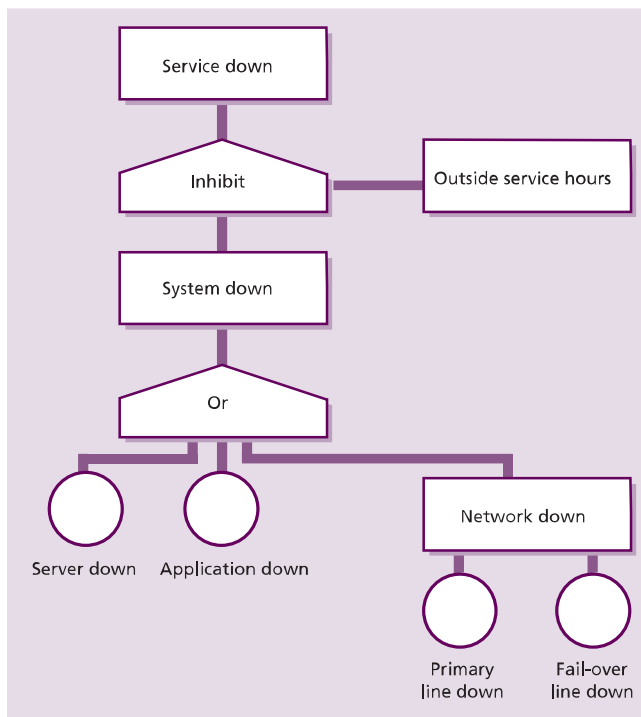 Service down
Inhibit
Outside service hours
System down
Or
Network down
Server down
Application down
Primary
line down
Fail-over
line down